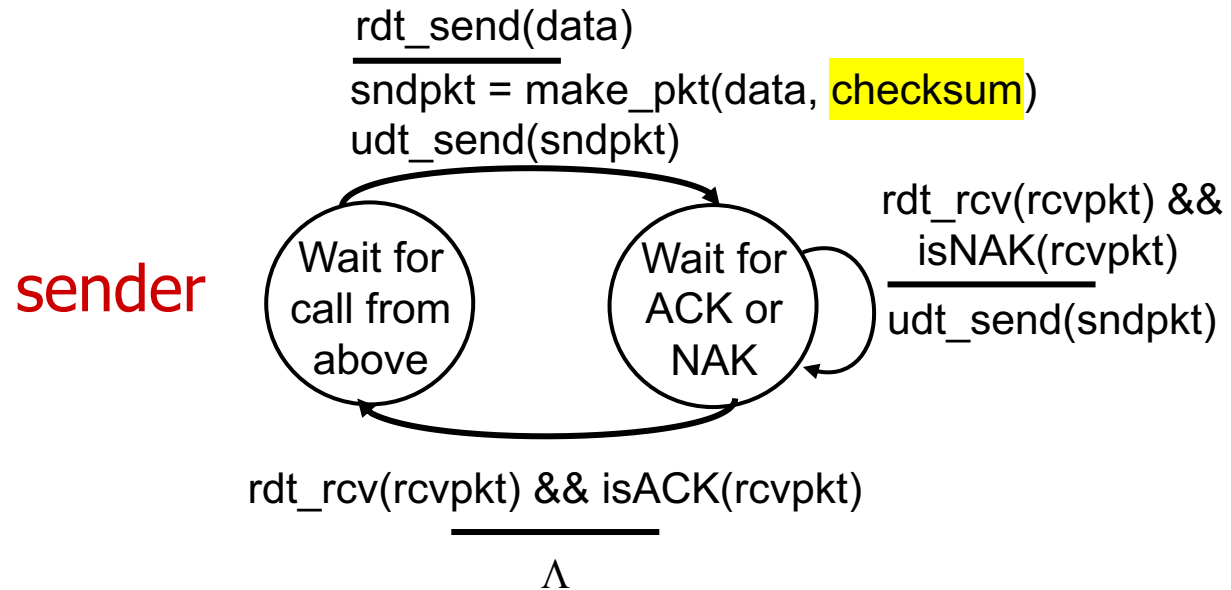 rdt_send(data)
sndpkt = make_pkt(data, checksum)
udt_send(sndpkt)
sender
Wait for
call from
above
Wait for
ACK or
NAK
rdt_rcv(rcvpkt) &&
isNAK(rcvpkt)
udt_send(sndpkt)
rdt_rcv(rcvpkt) && isACK(rcvpkt)
Λ